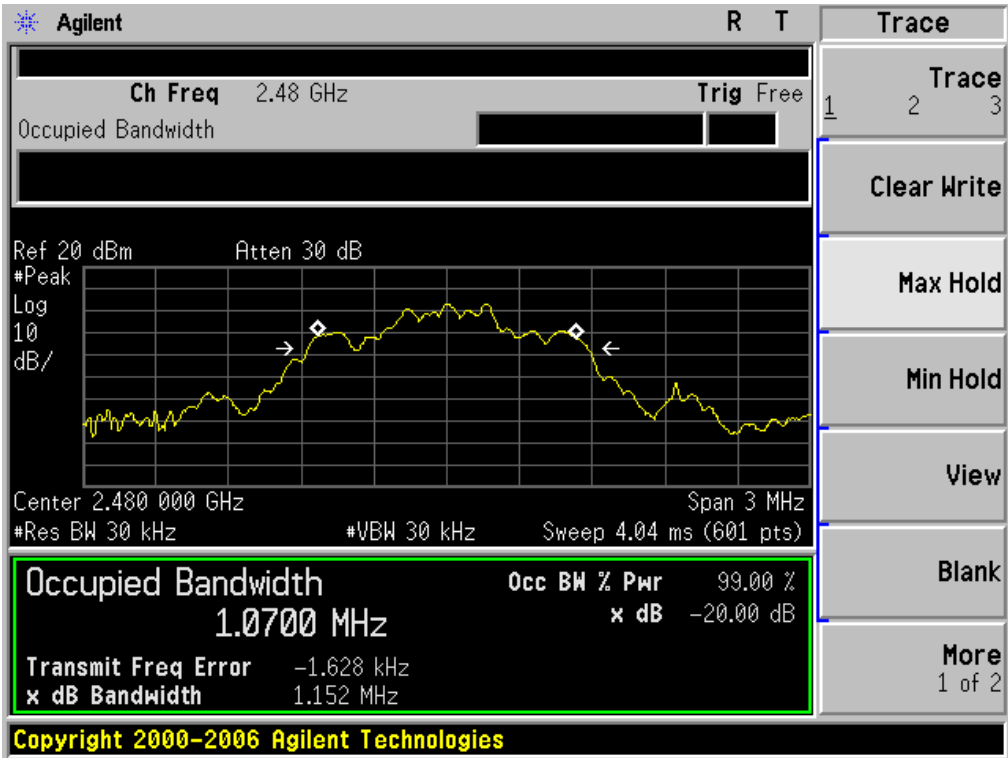 Agilent R T
Ch Freq 2.48 GHz Trig Free
Occupied Bandwidth
Ref 20 dBm Atten 30 dB
#Peak
Log
10
dB/
Center 2.480 000 GHz Span 3 MHz
#Res BW 30 kHz #VBW 30 kHz Sweep 4.04 ms (601 pts)
Occupied Bandwidth
1.0700 MHz
Occ BW % Pwr 99.00 %
x dB -20.00 dB
Transmit Freq Error -1.628 kHz
x dB Bandwidth 1.152 MHz
Copyright 2000-2006 Agilent Technologies
Trace
Trace
1 2 3
Clear Write
Max Hold
Min Hold
View
Blank
More
1 of 2